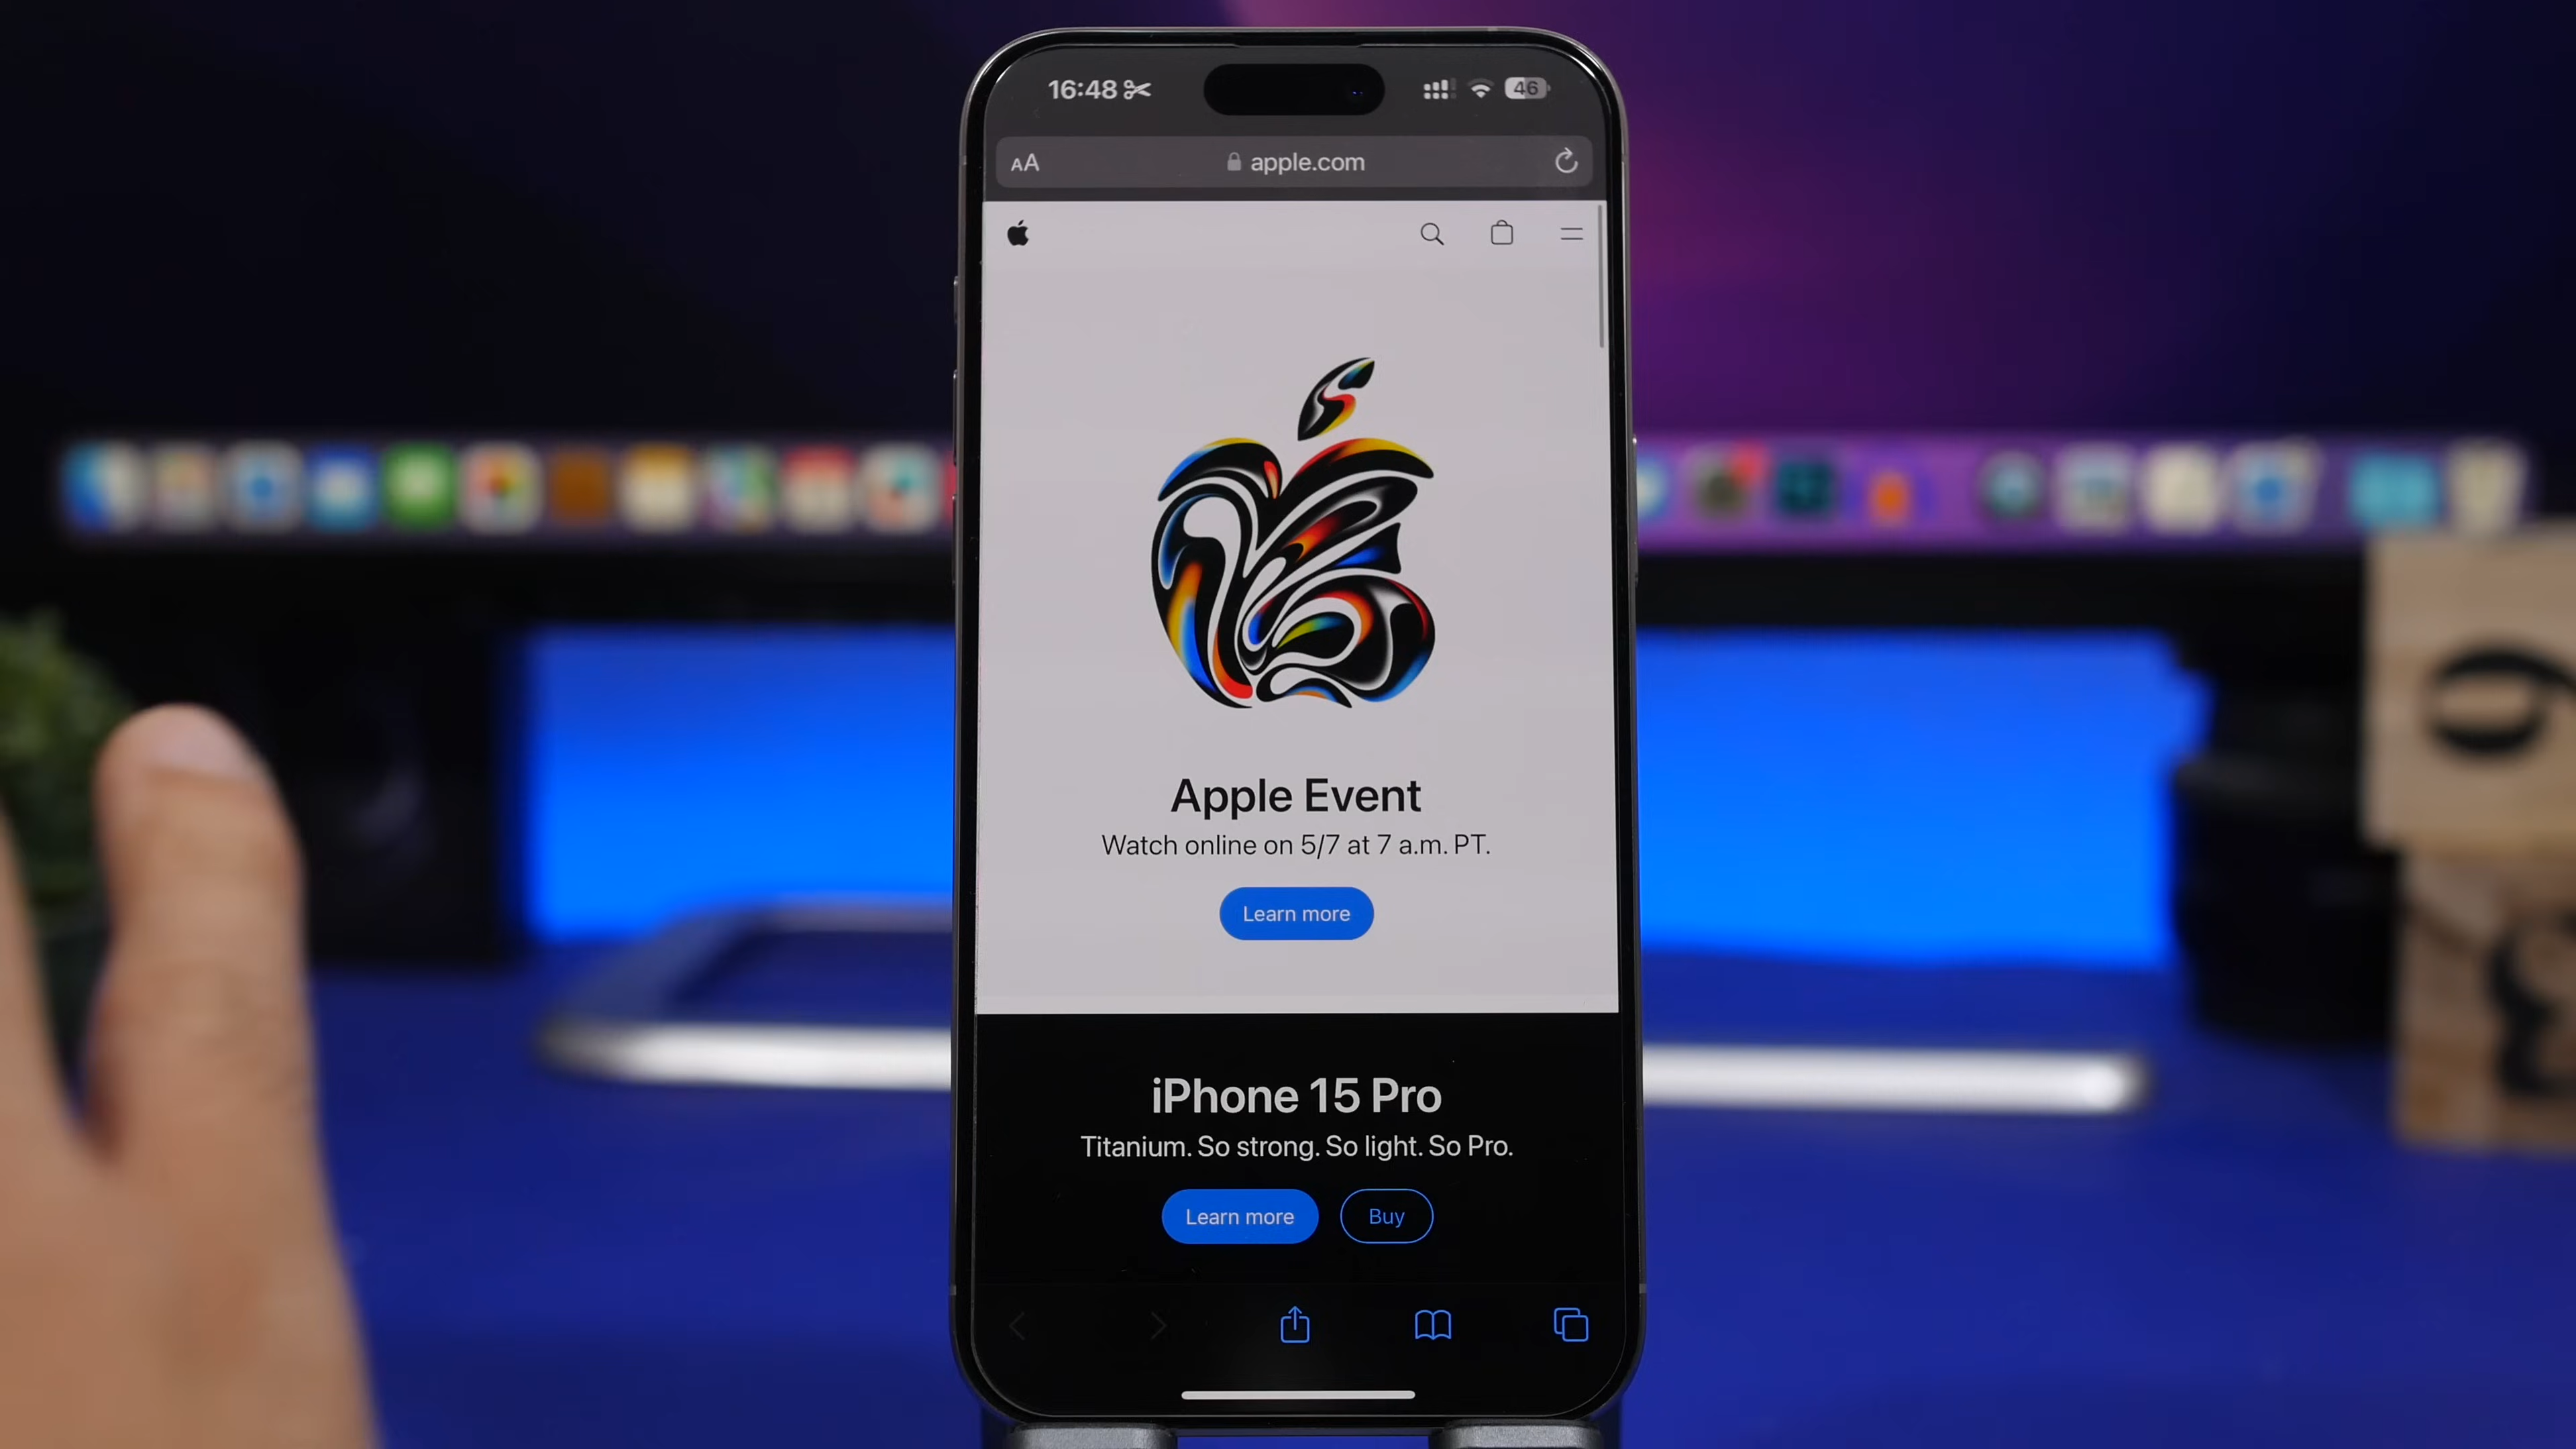 16:48
46
AA
apple.com
Apple Event
Watch online on 5/7 at 7 a.m. PT.
Learn more
iPhone 15 Pro
Titanium. So strong. So light. So Pro.
Learn more
Buy